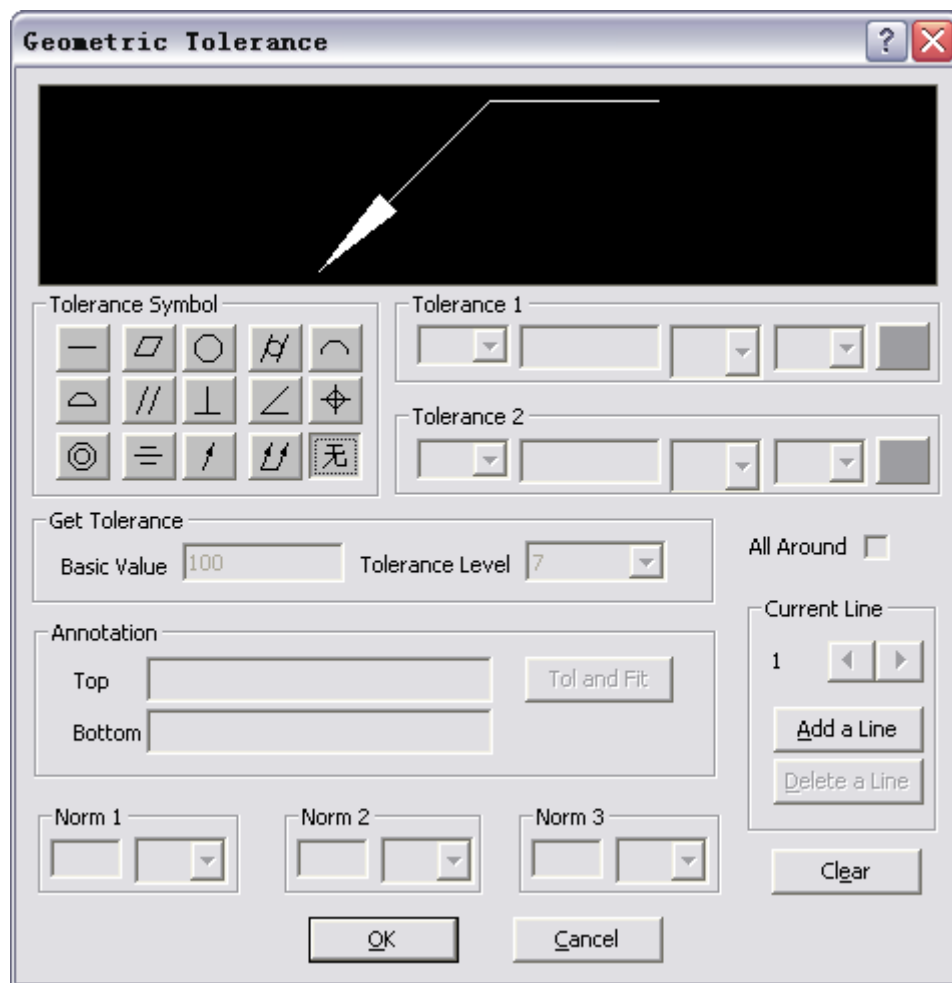 Geometric Tolerance
Tolerance Symbol
Tolerance 1
无
Tolerance 2
Get Tolerance
Basic Value 100 Tolerance Level 7
All Around
Annotation
Top
Tol and Fit
Bottom
Current Line
1
Add a Line
Delete a Line
Norm 1
Norm 2
Norm 3
Clear
OK
Cancel